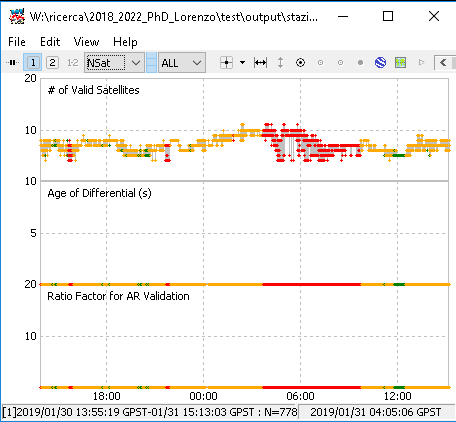 W:\ricerca\2018_2022_PhD_Lorenzo\test\output\stazi...
File Edit View Help
1 2 1-2 NSat ALL
20
# of Valid Satellites
10
10
Age of Differential (s)
5
20
Ratio Factor for AR Validation
10
18:00 00:00 06:00 12:00
[1]2019/01/30 13:55:19 GPST-01/31 15:13:03 GPST : N=778 2019/01/31 04:05:06 GPST